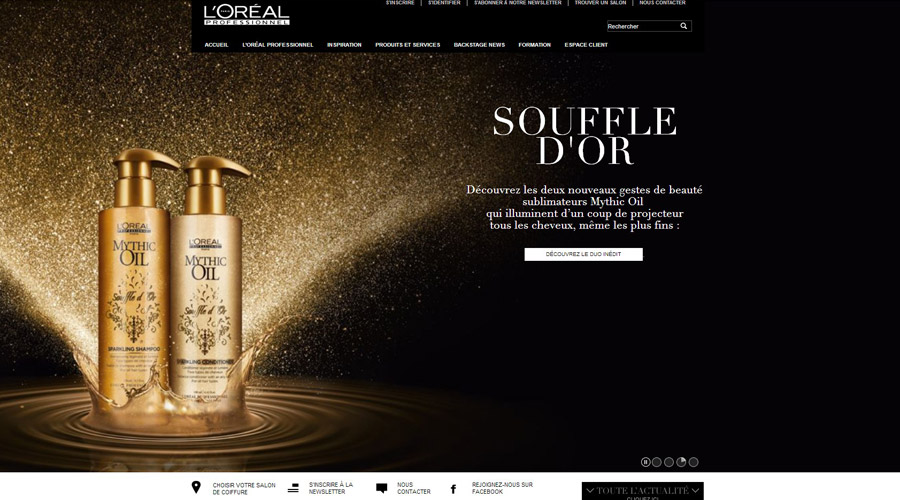 S'INSCRIRE | S'IDENTIFIER | S'ABONNER À NOTRE NEWSLETTER | TROUVER UN SALON | NOUS CONTACTER
L'ORÉAL
PROFESSIONNEL
Rechercher
ACCUEIL L'ORÉAL PROFESSIONNEL INSPIRATION PRODUITS ET SERVICES BACKSTAGE NEWS FORMATION ESPACE CLIENT
SOUFFLE
D'OR
Découvrez les deux nouveaux gestes de beauté
sublimateurs Mythic Oil
qui illuminent d'un coup de projecteur
tous les cheveux, même les plus fins :
DÉCOUVREZ LE DUO INÉDIT
L'ORÉAL
PROFESSIONNEL
MYTHIC
OIL
Souffle d'Or
SPARKLING SHAMPOO
L'ORÉAL
PROFESSIONNEL
PARIS
MYTHIC
OIL
Souffle d'Or
SPARKLING CONDITIONER
CHOISIR VOTRE SALON
DE COIFFURE
S'INSCRIRE À LA
NEWSLETTER
NOUS
CONTACTER
REJOIGNEZ-NOUS SUR
FACEBOOK
TOUTE L'ACTUALITÉ
CLIQUEZ ICI